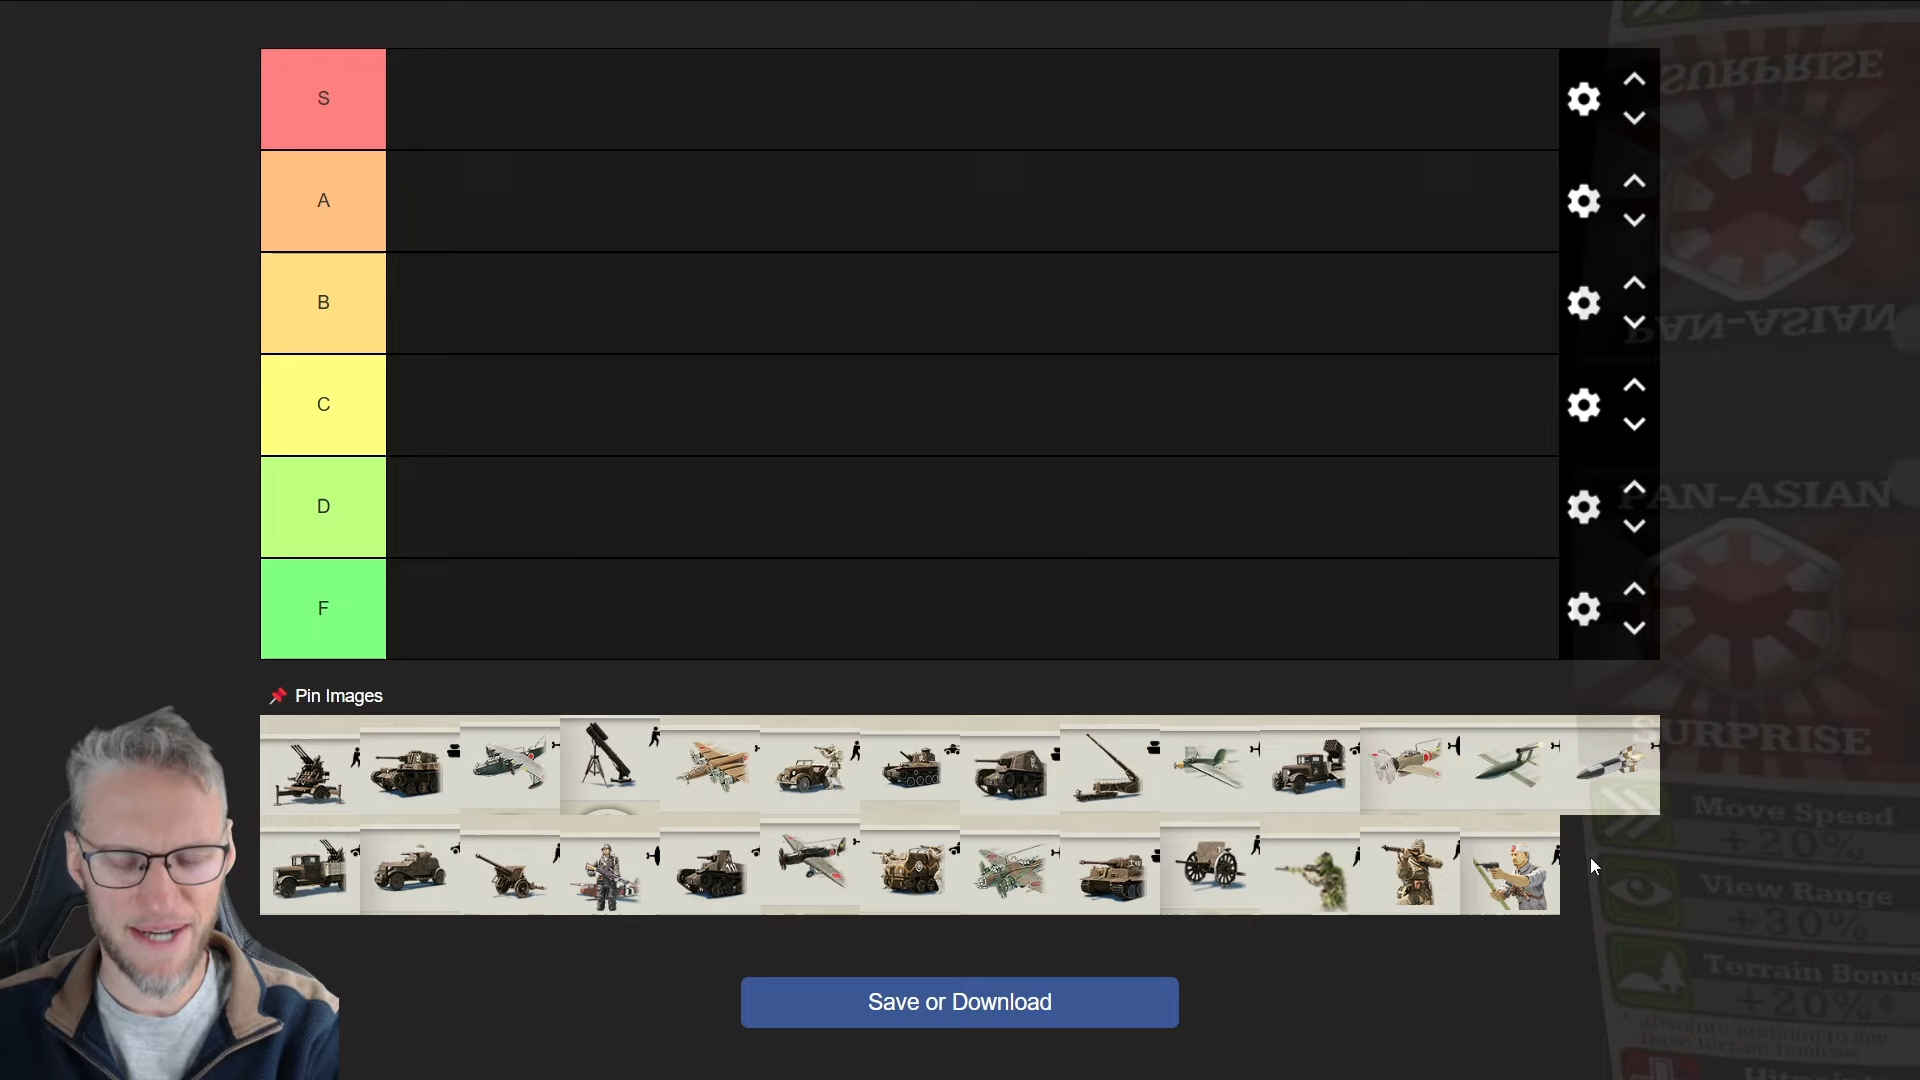 SURPRISE
S
A
B
PAN-ASIAN
C
D
PAN-ASIAN
F
Pin Images
SURPRISE
Move Speed
+20%
View Range
+30%
Terrain Bonus
+20%*
Save or Download